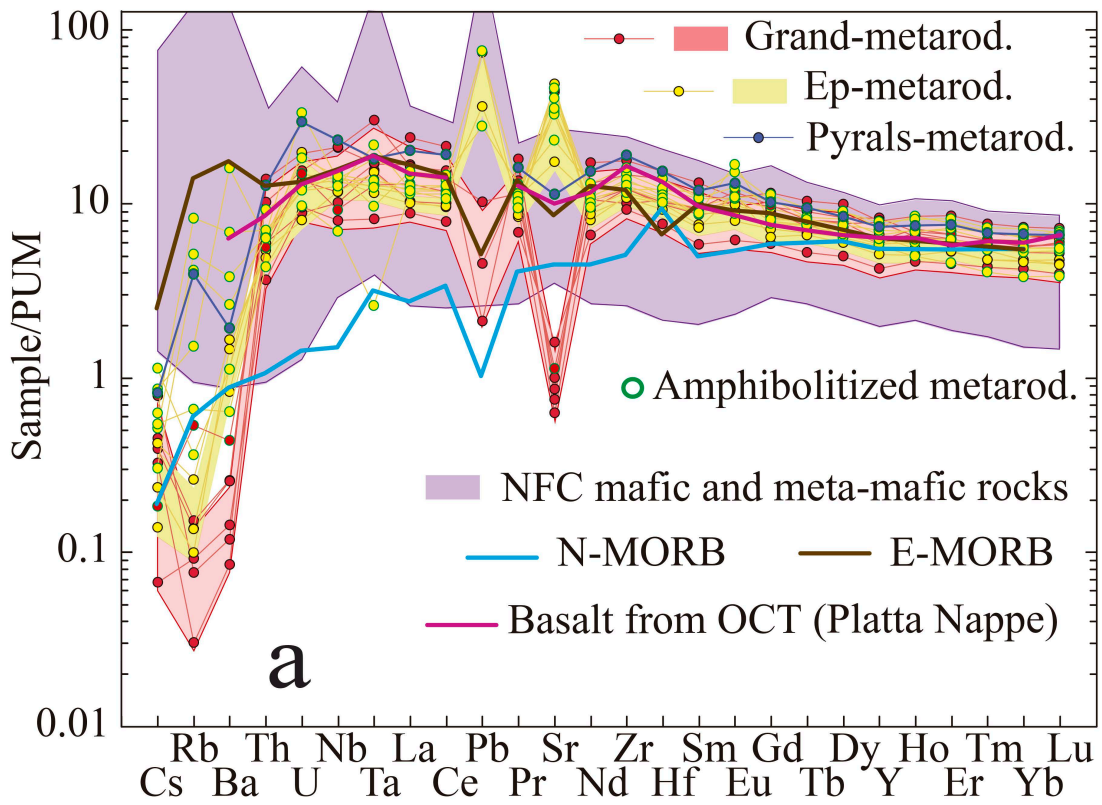 100
10
1
0.1
0.01
Sample/PUM
Grand-metarod.
Ep-metarod.
Pyrals-metarod.
Amphibolitized metarod.
NFC mafic and meta-mafic rocks
N-MORB E-MORB
Basalt from OCT (Platta Nappe)
a
Rb Th Nb La Pb Sr Zr Sm Gd Dy Ho Tm Lu
Cs Ba U Ta Ce Pr Nd Hf Eu Tb Y Er Yb